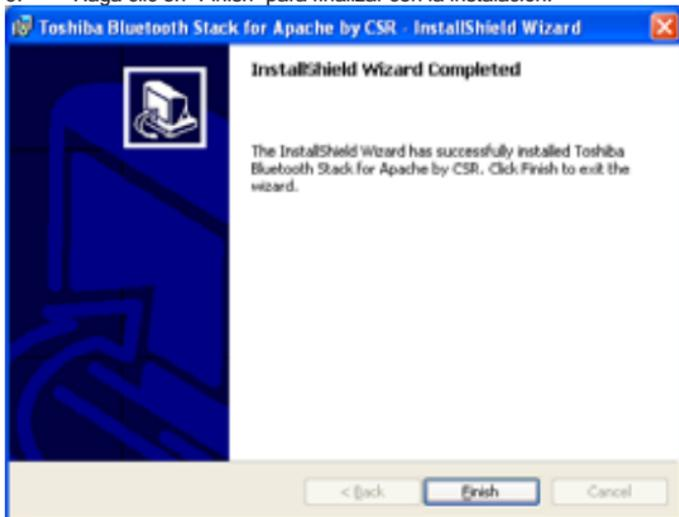 Haga clic en "Finish" para finalizar con la instalación.
Toshiba Bluetooth Stack for Apache by CSR - InstallShield Wizard
InstallShield Wizard Completed
The InstallShield Wizard has successfully installed Toshiba
Bluetooth Stack for Apache by CSR. Click Finish to exit the
wizard.
< Back
Finish
Cancel